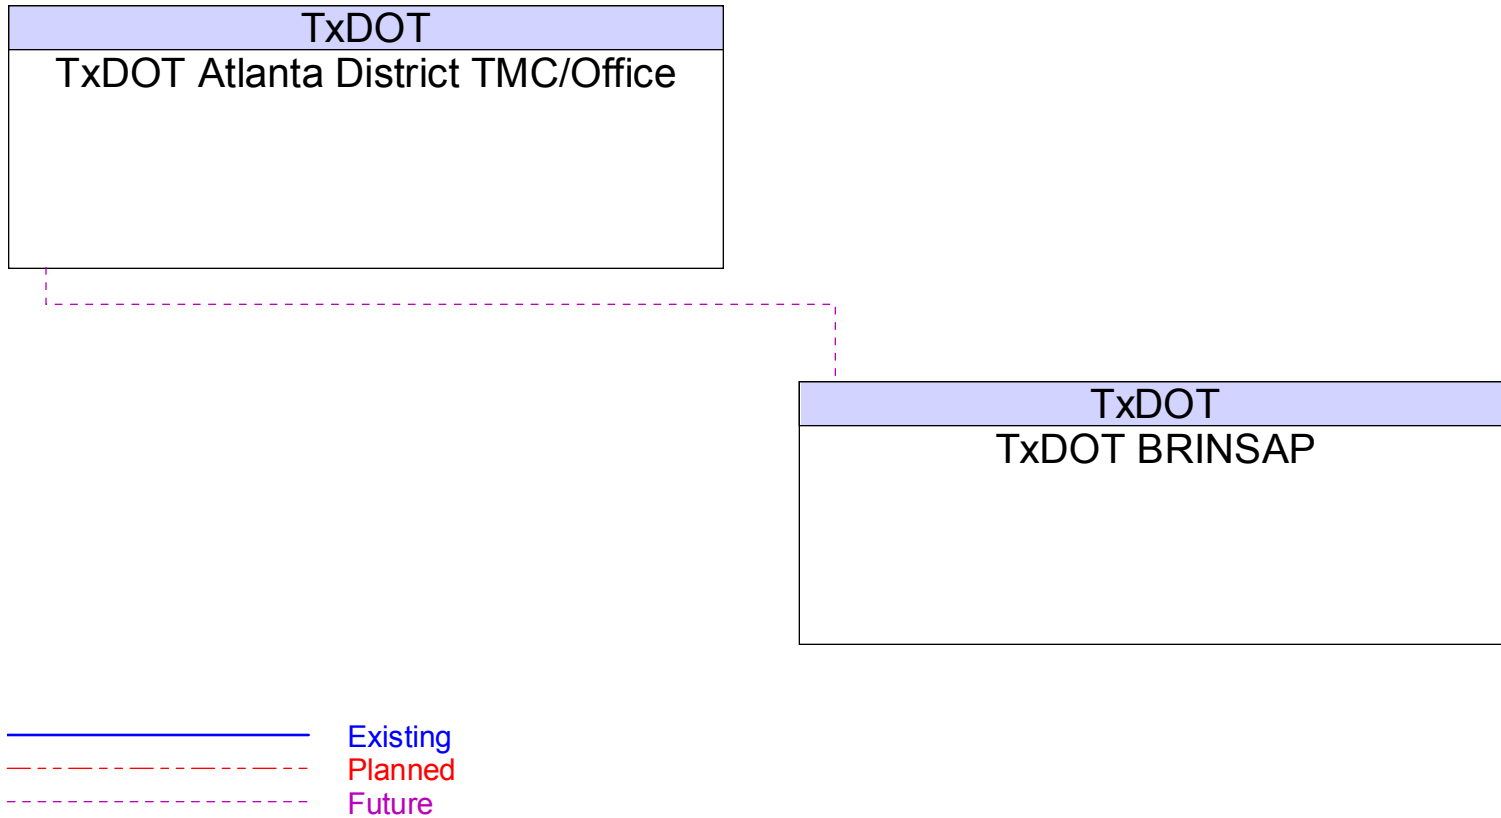 TxDOT
TxDOT Atlanta District TMC/Office
TxDOT
TxDOT BRINSAP
Existing
Planned
Future